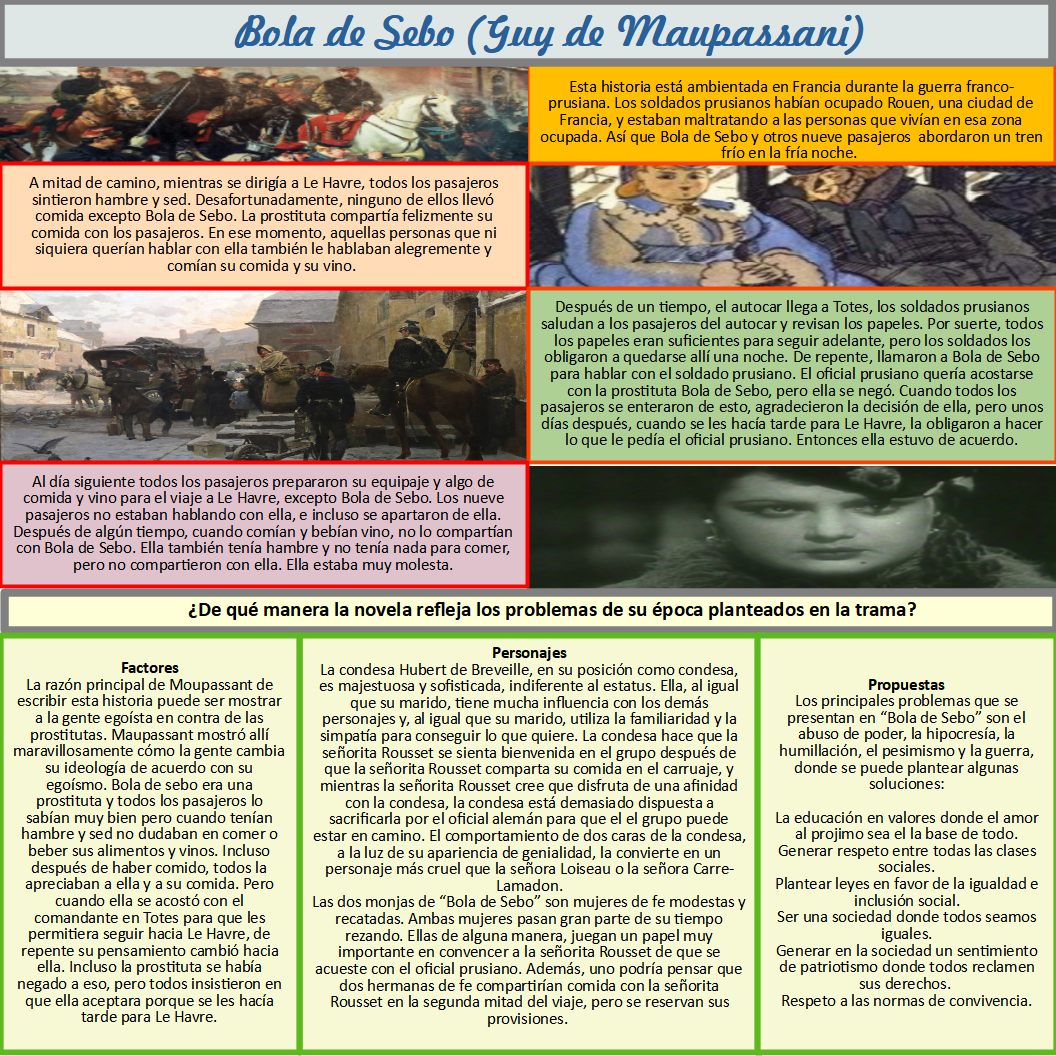 Bola de Sebo (Guy de Maupassani)
Esta historia está ambientada en Francia durante la guerra franco-
prusiana. Los soldados prusianos habían ocupado Rouen, una ciudad de
Francia, y estaban maltratando a las personas que vivían en esa zona
ocupada. Así que Bola de Sebo y otros nueve pasajeros abordaron un tren
frío en la fría noche.
A mitad de camino, mientras se dirigía a Le Havre, todos los pasajeros
sintieron hambre y sed. Desafortunadamente, ninguno de ellos llevó
comida excepto Bola de Sebo. La prostituta compartía felizmente su
comida con los pasajeros. En ese momento, aquellas personas que ni
siquiera querían hablar con ella también le hablaban alegremente y
comían su comida y su vino.
Después de un tiempo, el autocar llega a Totes, los soldados prusianos
saludan a los pasajeros del autocar y revisan los papeles. Por suerte, todos
los papeles eran suficientes para seguir adelante, pero los soldados los
obligaron a quedarse allí una noche. De repente, llamaron a Bola de Sebo
para hablar con el soldado prusiano. El oficial prusiano quería acostarse
con la prostituta Bola de Sebo, pero ella se negó. Cuando todos los
pasajeros se enteraron de esto, agradecieron la decisión de ella, pero unos
días después, cuando se les hacía tarde para Le Havre, la obligaron a hacer
lo que le pedía el oficial prusiano. Entonces ella estuvo de acuerdo.
Al día siguiente todos los pasajeros prepararon su equipaje y algo de
comida y vino para el viaje a Le Havre, excepto Bola de Sebo. Los nueve
pasajeros no estaban hablando con ella, e incluso se apartaron de ella.
Después de algún tiempo, cuando comían y bebían vino, no lo compartían
con Bola de Sebo. Ella también tenía hambre y no tenía nada para comer,
pero no compartieron con ella. Ella estaba muy molesta.
¿De qué manera la novela refleja los problemas de su época planteados en la trama?
Factores
La razón principal de Moupassant de
escribir esta historia puede ser mostrar
a la gente egoísta en contra de las
prostitutas. Maupassant mostró allí
maravillosamente cómo la gente cambia
su ideología de acuerdo con su
egoísmo. Bola de sebo era una
prostituta y todos los pasajeros lo
sabían muy bien pero cuando tenían
hambre y sed no dudaban en comer o
beber sus alimentos y vinos. Incluso
después de haber comido, todos la
apreciaban a ella y a su comida. Pero
cuando ella se acostó con el
comandante en Totes para que les
permitiera seguir hacia Le Havre, de
repente su pensamiento cambió hacia
ella. Incluso la prostituta se había
negado a eso, pero todos insistieron en
que ella aceptara porque se les hacía
tarde para Le Havre.
Personajes
La condesa Hubert de Breveille, en su posición como condesa,
es majestuosa y sofisticada, indiferente al estatus. Ella, al igual
que su marido, tiene mucha influencia con los demás
personajes y, al igual que su marido, utiliza la familiaridad y la
simpatía para conseguir lo que quiere. La condesa hace que la
señorita Rousset se sienta bienvenida en el grupo después de
que la señorita Rousset comparta su comida en el carruaje, y
mientras la señorita Rousset cree que disfruta de una afinidad
con la condesa, la condesa está demasiado dispuesta a
sacrificarla por el oficial alemán para que el el grupo puede
estar en camino. El comportamiento de dos caras de la condesa,
a la luz de su apariencia de genialidad, la convierte en un
personaje más cruel que la señora Loiseau o la señora Carre-
Lamadon.
Las dos monjas de “Bola de Sebo” son mujeres de fe modestas y
recatadas. Ambas mujeres pasan gran parte de su tiempo
rezando. Ellas de alguna manera, juegan un papel muy
importante en convencer a la señorita Rousset de que se
acueste con el oficial prusiano. Además, uno podría pensar que
dos hermanas de fe compartirían comida con la señorita
Rousset en la segunda mitad del viaje, pero se reservan sus
provisiones.
Propuestas
Los principales problemas que se
presentan en “Bola de Sebo” son el
abuso de poder, la hipocresía, la
humillación, el pesimismo y la guerra,
donde se puede plantear algunas
soluciones:
La educación en valores donde el amor
al projimo sea el la base de todo.
Generar respeto entre todas las clases
sociales.
Plantear leyes en favor de la igualdad e
inclusión social.
Ser una sociedad donde todos seamos
iguales.
Generar en la sociedad un sentimiento
de patriotismo donde todos reclamen
sus derechos.
Respeto a las normas de convivencia.